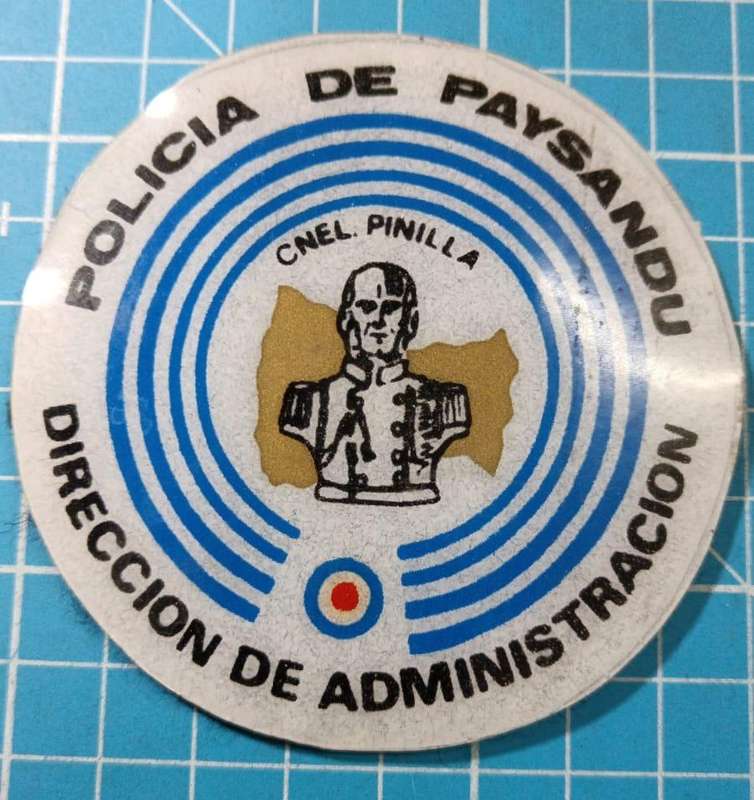 POLICIA DE PAYSANDU
CNEL. PINILLA
DIRECCION DE ADMINISTRACION